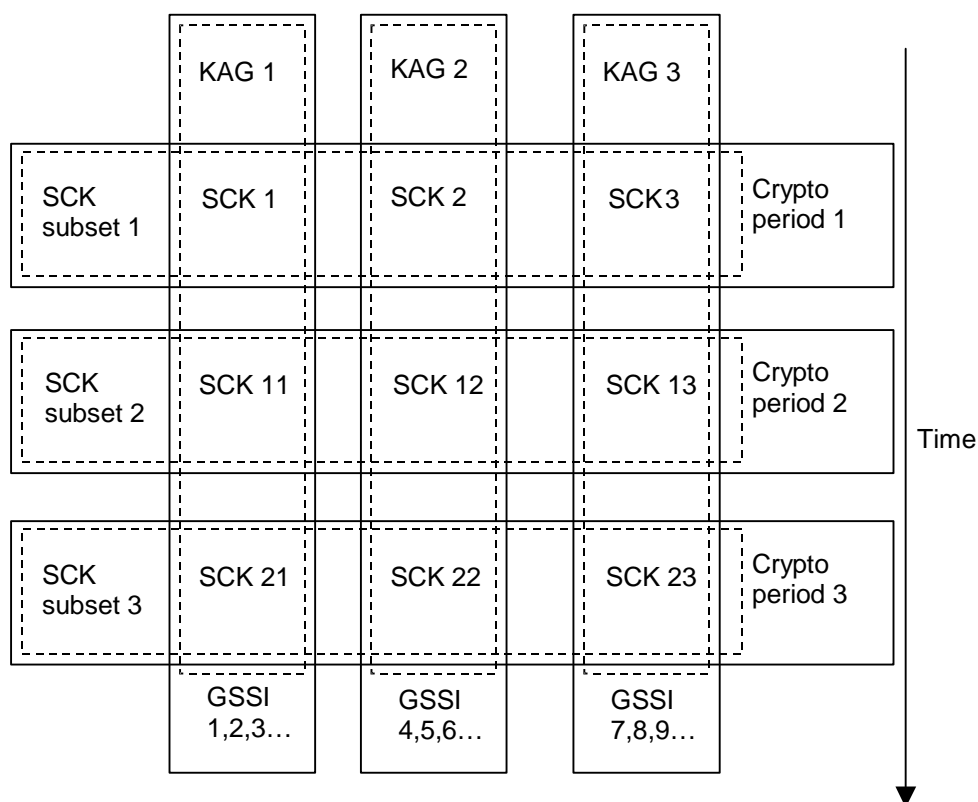 KAG 1
KAG 2
KAG 3
SCK
subset 1
SCK 1
SCK 2
SCK3
Crypto
period 1
SCK
subset 2
SCK 11
SCK 12
SCK 13
Crypto
period 2
Time
SCK
subset 3
SCK 21
SCK 22
SCK 23
Crypto
period 3
GSSI
1,2,3…
GSSI
4,5,6…
GSSI
7,8,9…